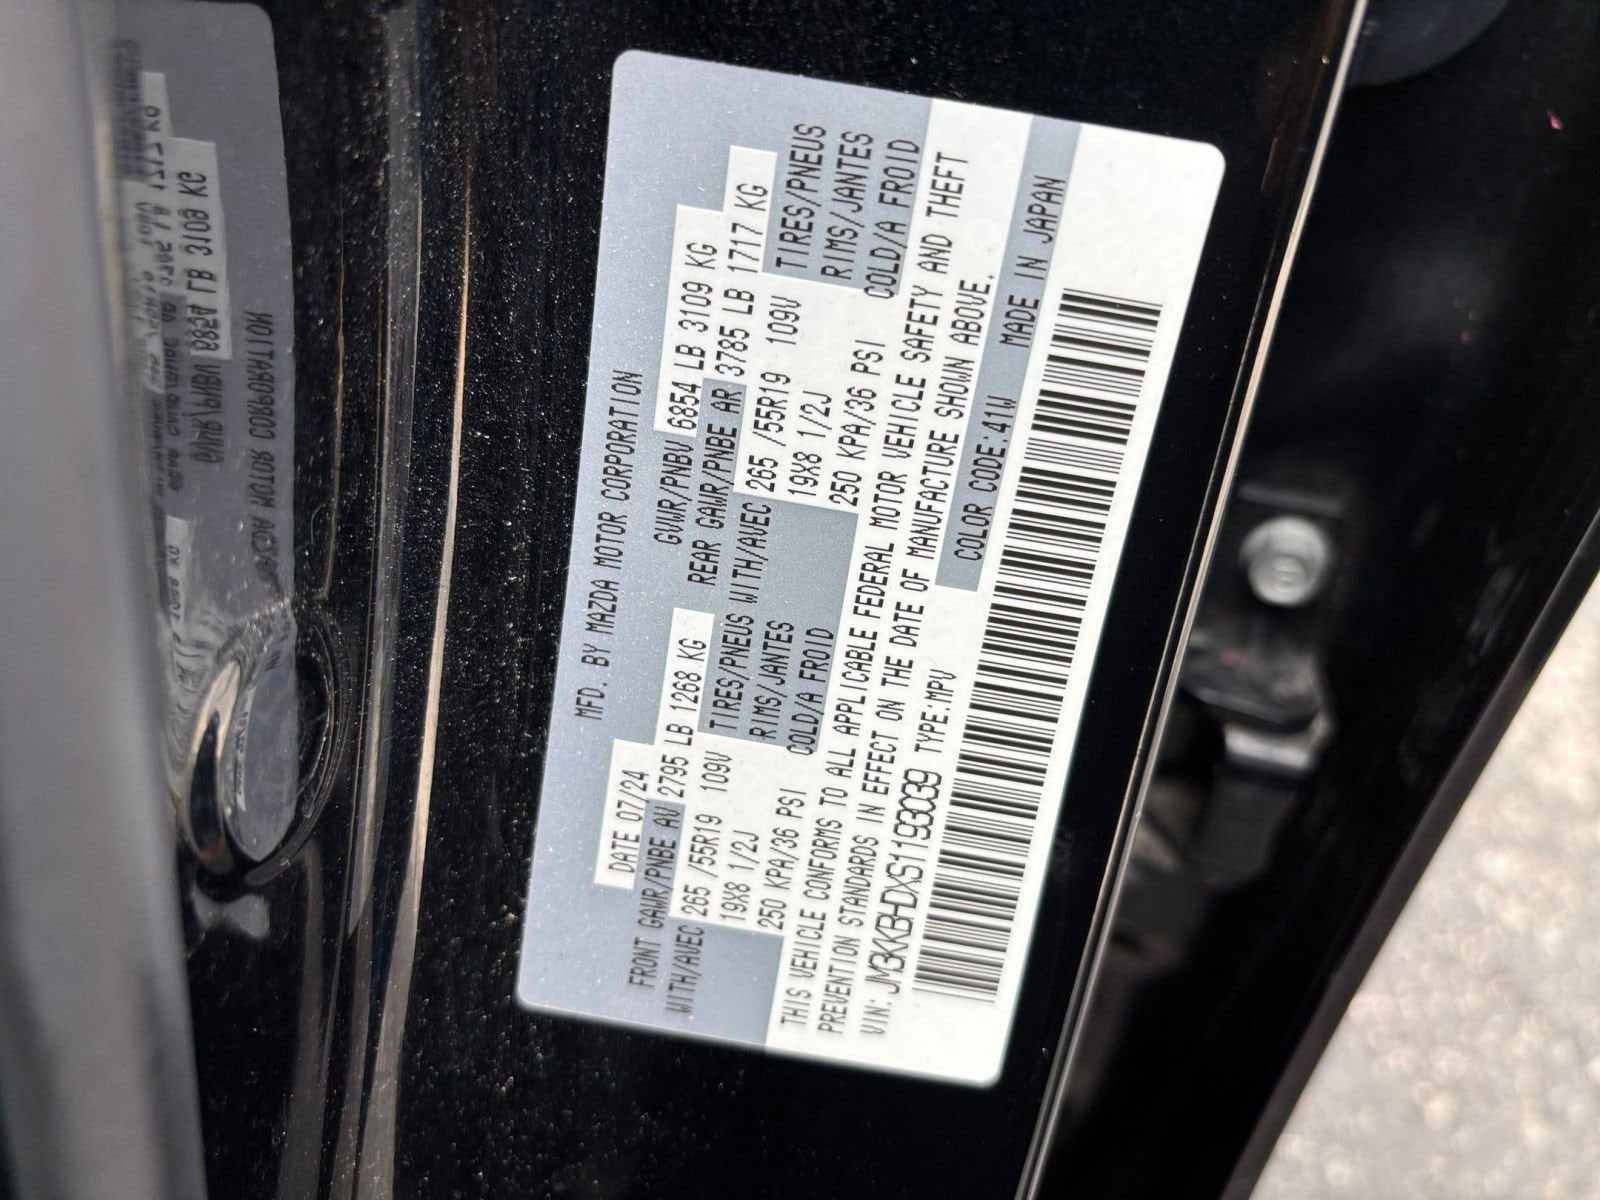 MFD. BY MAZDA MOTOR CORPORATION
DATE 07/24 GVWR/PNBV 6854 LB 3109 KG
FRONT GAWR/PNBE AV 2795 LB 1268 KG REAR GAWR/PNBE AR 3785 LB 1717 KG
WITH/AVEC 265 /55R19 109V TIRES/PNEUS WITH/AVEC 265 /55R19 109V TIRES/PNEUS
19X8 1/2J RIMS/JANTES 19X8 1/2J RIMS/JANTES
250 KPA/36 PSI COLD/A FROID 250 KPA/36 PSI COLD/A FROID
THIS VEHICLE CONFORMS TO ALL APPLICABLE FEDERAL MOTOR VEHICLE SAFETY AND THEFT
PREVENTION STANDARDS IN EFFECT ON THE DATE OF MANUFACTURE SHOWN ABOVE.
VIN: JM3KKBHDXS1193039 TYPE:MPV COLOR CODE:41W MADE IN JAPAN